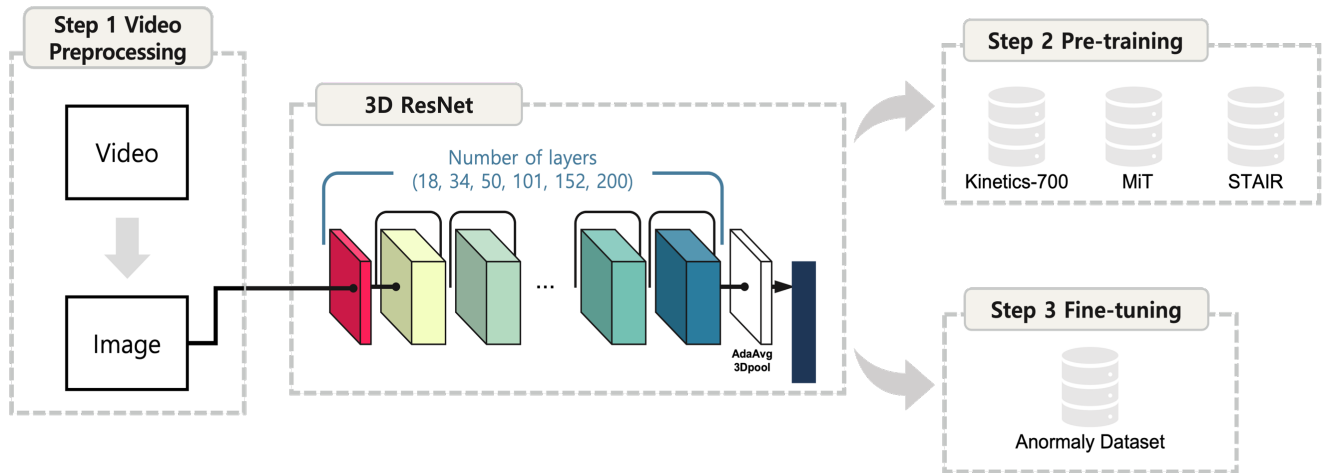 Step 1 Video
Preprocessing
Video
Image
3D ResNet
Number of layers
(18, 34, 50, 101, 152, 200)
...
AdaAvg
3Dpool
Step 2 Pre-training
Kinetics-700
MiT
STAIR
Step 3 Fine-tuning
Anormaly Dataset